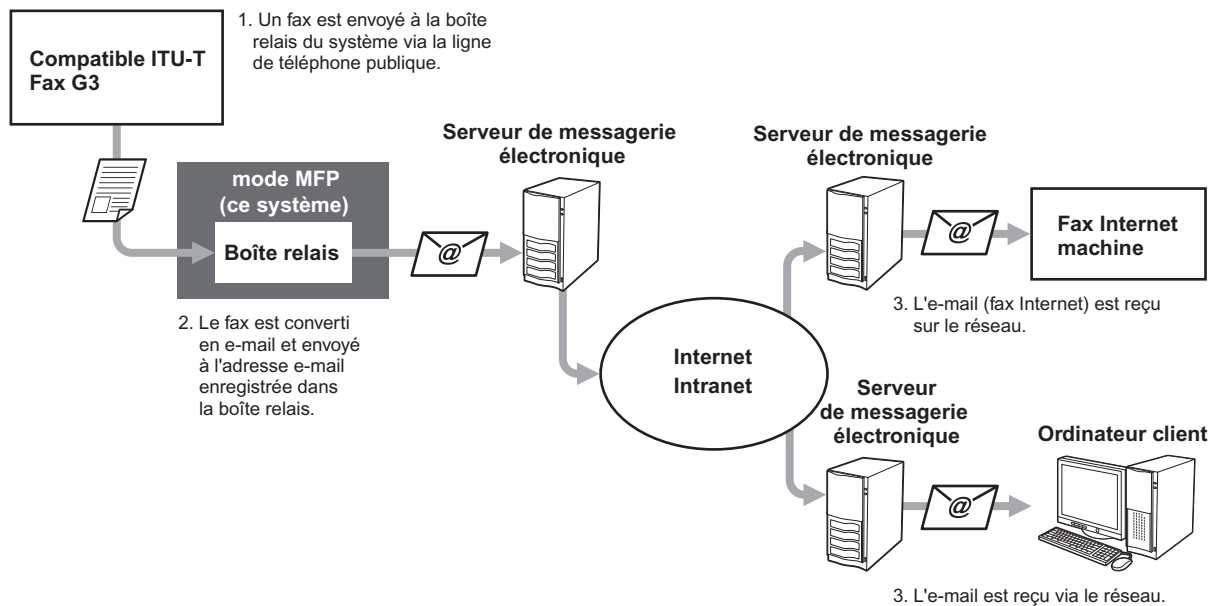 Compatible ITU-T
Fax G3
1. Un fax est envoyé à la boîte
relais du système via la ligne
de téléphone publique.
mode MFP
(ce système)
Boîte relais
2. Le fax est converti
en e-mail et envoyé
à l'adresse e-mail
enregistrée dans
la boîte relais.
@
Serveur de messagerie
électronique
Internet
Intranet
Serveur de messagerie
électronique
@
Fax Internet
machine
3. L'e-mail (fax Internet) est reçu
sur le réseau.
Serveur
de messagerie
électronique
@
Ordinateur client
3. L'e-mail est reçu via le réseau.